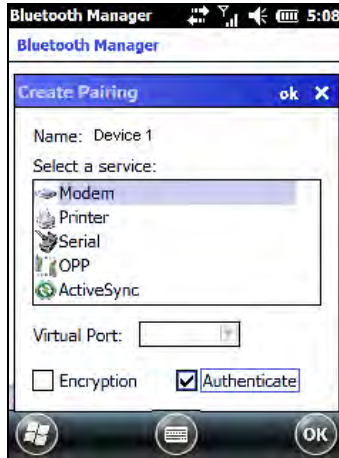 Bluetooth Manager 5:08
Bluetooth Manager
Create Pairing ok X
Name: Device 1
Select a service:
Modem
Printer
Serial
OPP
ActiveSync
Virtual Port:
Encryption Authenticate
OK